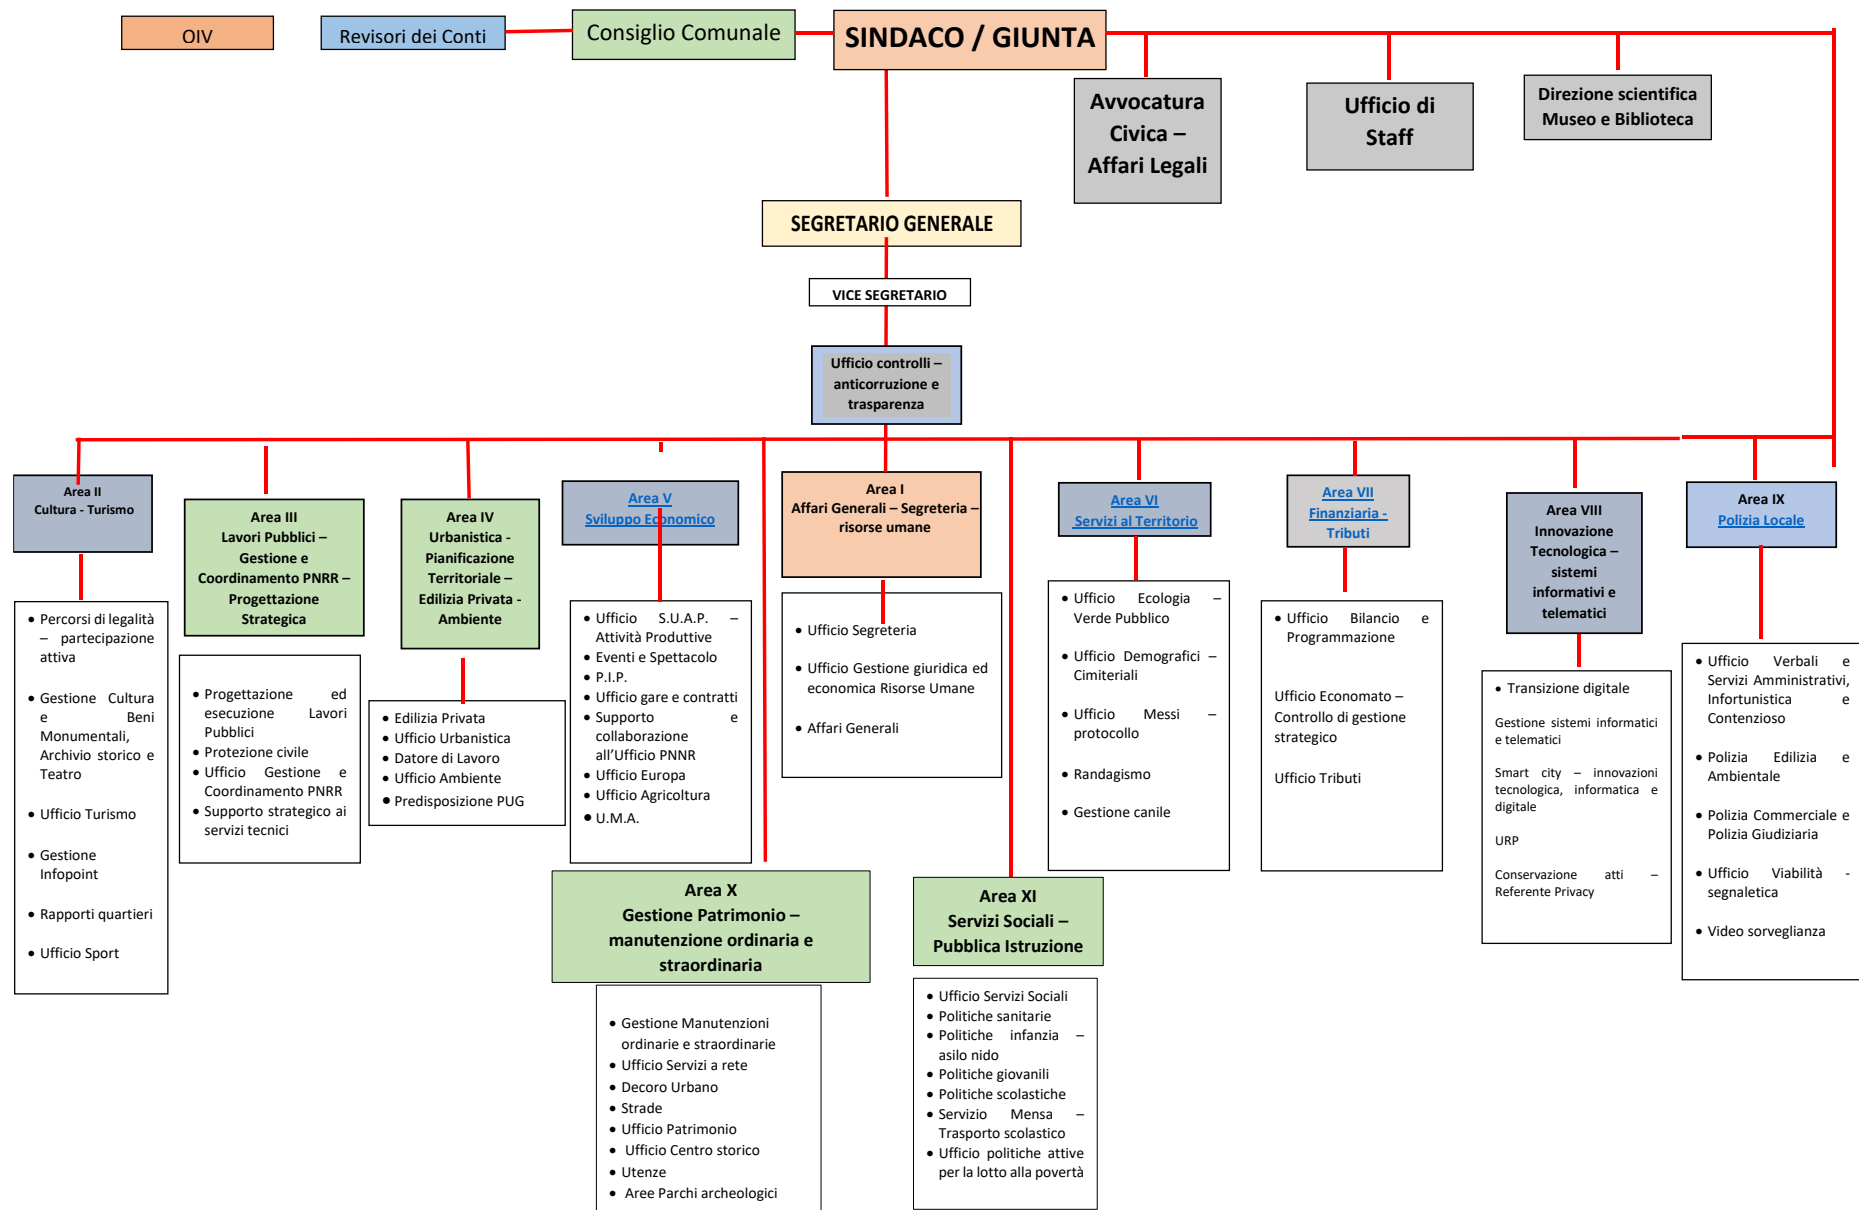 OIV
Revisori dei Conti
Consiglio Comunale
SINDACO / GIUNTA
Avvocatura
Civica –
Affari Legali
Ufficio di
Staff
Direzione scientifica
Museo e Biblioteca
SEGRETARIO GENERALE
VICE SEGRETARIO
Ufficio controlli –
anticorruzione e
trasparenza
Area II
Cultura - Turismo
• Percorsi di legalità
– partecipazione
attiva
• Gestione Cultura
e Beni
Monumentali,
Archivio storico e
Teatro
• Ufficio Turismo
• Gestione
Infopoint
• Rapporti quartieri
• Ufficio Sport
Area III
Lavori Pubblici –
Gestione e
Coordinamento PNRR –
Progettazione
Strategica
• Progettazione ed
esecuzione Lavori
Pubblici
• Protezione civile
• Ufficio Gestione e
Coordinamento PNRR
• Supporto strategico ai
servizi tecnici
Area IV
Urbanistica -
Pianificazione
Territoriale –
Edilizia Privata -
Ambiente
• Edilizia Privata
• Ufficio Urbanistica
• Datore di Lavoro
• Ufficio Ambiente
• Predisposizione PUG
Area V
Sviluppo Economico
• Ufficio S.U.A.P. –
Attività Produttive
• Eventi e Spettacolo
• P.I.P.
• Ufficio gare e contratti
• Supporto e
collaborazione
all'Ufficio PNNR
• Ufficio Europa
• Ufficio Agricoltura
• U.M.A.
Area I
Affari Generali – Segreteria –
risorse umane
• Ufficio Segreteria
• Ufficio Gestione giuridica ed
economica Risorse Umane
• Affari Generali
Area VI
Servizi al Territorio
• Ufficio Ecologia –
Verde Pubblico
• Ufficio Demografici –
Cimiteriali
• Ufficio Messi –
protocollo
• Randagismo
• Gestione canile
Area VII
Finanziaria -
Tributi
• Ufficio Bilancio e
Programmazione
Ufficio Economato –
Controllo di gestione
strategico
Ufficio Tributi
Area VIII
Innovazione
Tecnologica –
sistemi
informativi e
telematici
• Transizione digitale
Gestione sistemi informatici
e telematici
Smart city – innovazioni
tecnologica, informatica e
digitale
URP
Conservazione atti –
Referente Privacy
Area IX
Polizia Locale
• Ufficio Verbali e
Servizi Amministrativi,
Infortunistica e
Contenzioso
• Polizia Edilizia e
Ambientale
• Polizia Commerciale e
Polizia Giudiziaria
• Ufficio Viabilità -
segnaletica
• Video sorveglianza
Area X
Gestione Patrimonio –
manutenzione ordinaria e
straordinaria
• Gestione Manutenzioni
ordinarie e straordinarie
• Ufficio Servizi a rete
• Decoro Urbano
• Strade
• Ufficio Patrimonio
• Ufficio Centro storico
• Utenze
• Aree Parchi archeologici
Area XI
Servizi Sociali –
Pubblica Istruzione
• Ufficio Servizi Sociali
• Politiche sanitarie
• Politiche infanzia –
asilo nido
• Politiche giovanili
• Politiche scolastiche
• Servizio Mensa –
Trasporto scolastico
• Ufficio politiche attive
per la lotto alla povertà